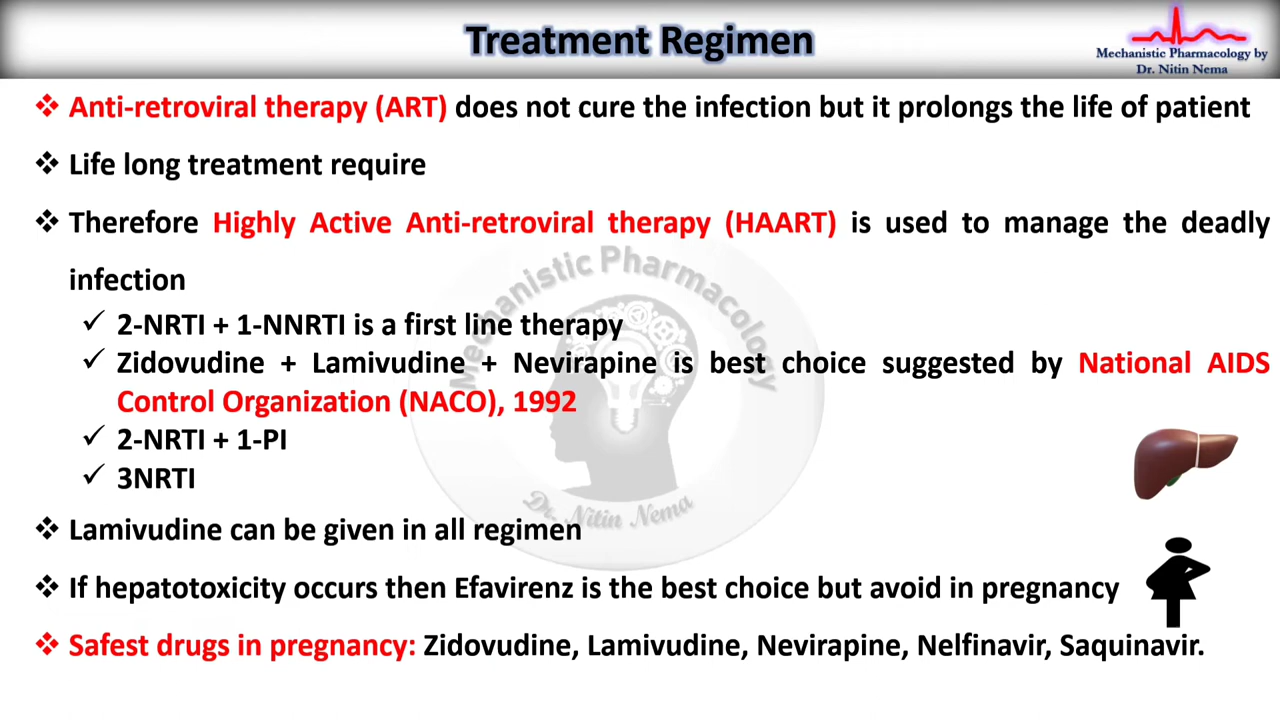 Treatment Regimen
Mechanistic Pharmacology by
Dr. Nitin Nema
❖ Anti-retroviral therapy (ART) does not cure the infection but it prolongs the life of patient
❖ Life long treatment require
❖ Therefore Highly Active Anti-retroviral therapy (HAART) is used to manage the deadly
infection
✓ 2-NRTI + 1-NNRTI is a first line therapy
✓ Zidovudine + Lamivudine + Nevirapine is best choice suggested by National AIDS
Control Organization (NACO), 1992
✓ 2-NRTI + 1-PI
✓ 3NRTI
❖ Lamivudine can be given in all regimen
❖ If hepatotoxicity occurs then Efavirenz is the best choice but avoid in pregnancy
❖ Safest drugs in pregnancy: Zidovudine, Lamivudine, Nevirapine, Nelfinavir, Saquinavir.
Mechanistic Pharmacology
Dr. Nitin Nema